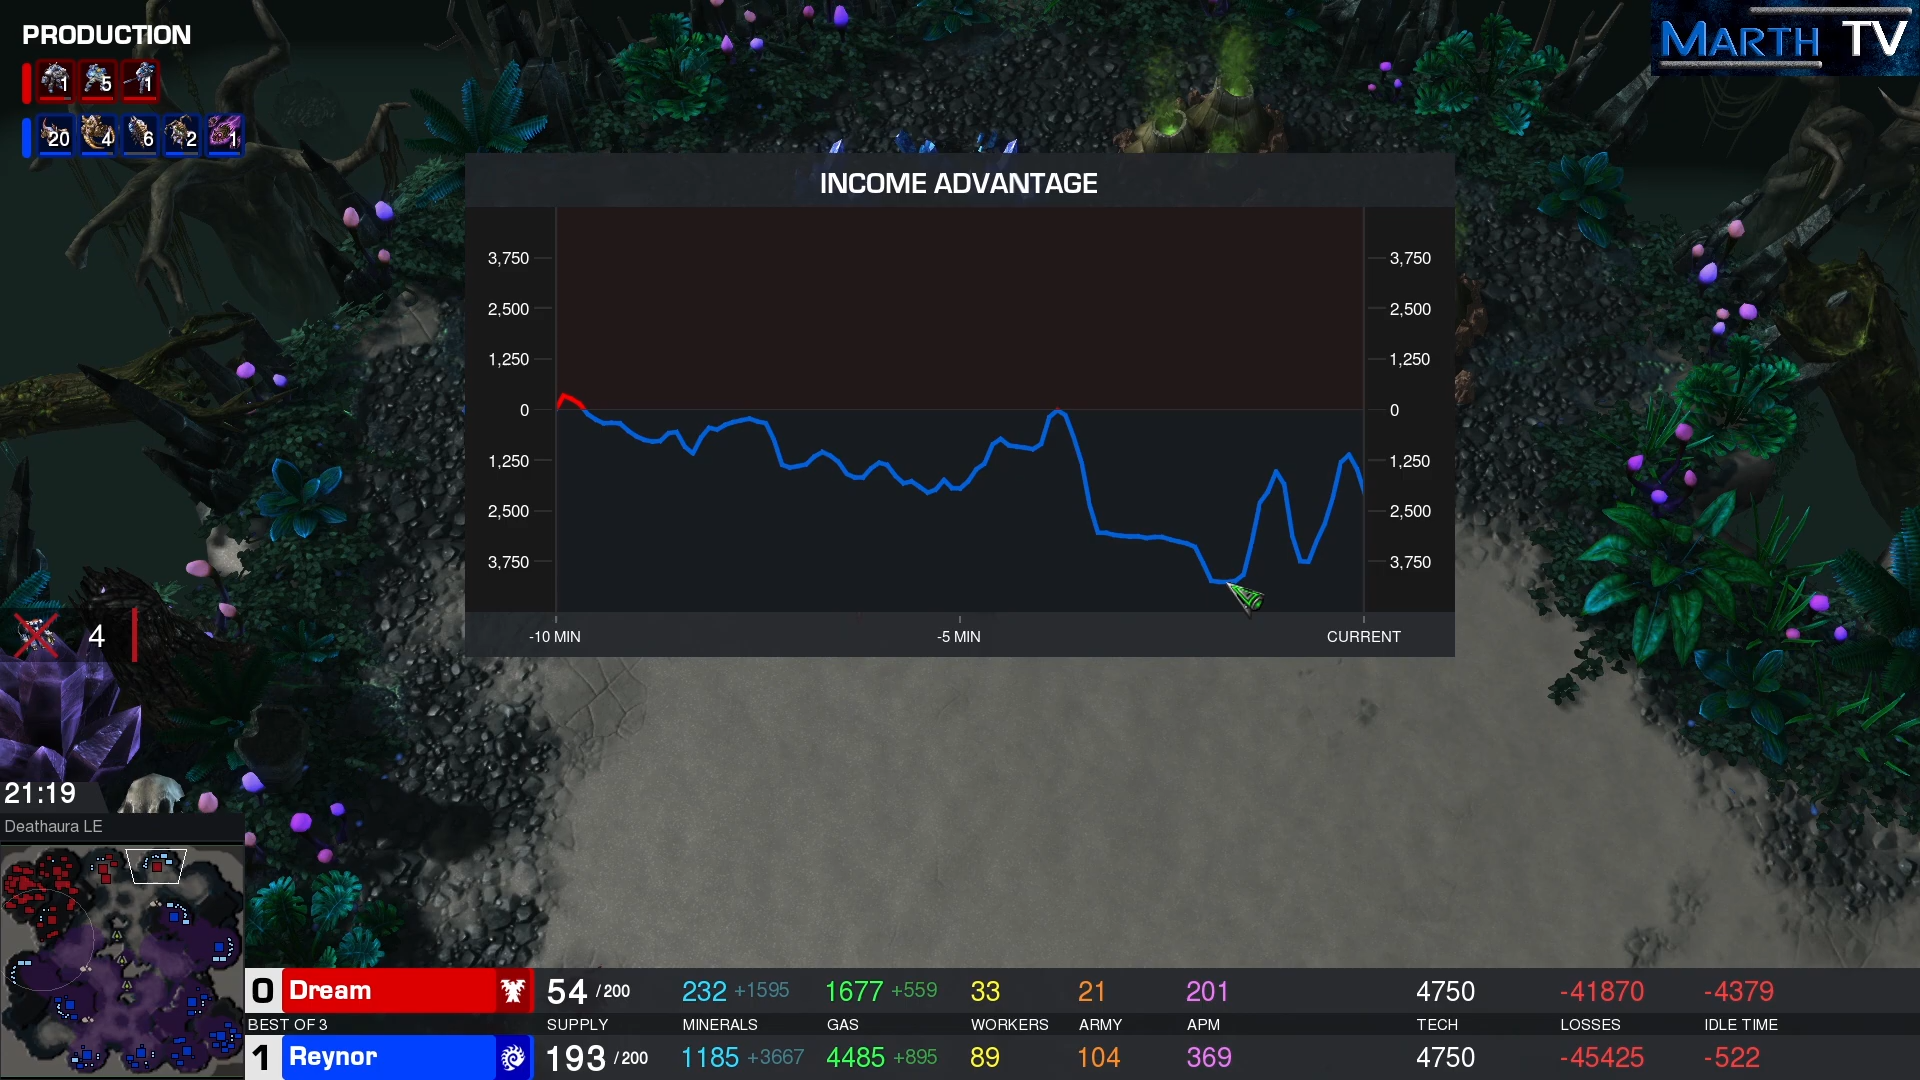 PRODUCTION
MARTH TV
1 5 1
20 4 6 2 1
INCOME ADVANTAGE
3,750 3,750
2,500 2,500
1,250 1,250
0 0
1,250 1,250
2,500 2,500
3,750 3,750
-10 MIN -5 MIN CURRENT
4
21:19
Deathaura LE
0 Dream 54 /200 232 +1595 1677 +559 33 21 201 4750 -41870 -4379
BEST OF 3 SUPPLY MINERALS GAS WORKERS ARMY APM TECH LOSSES IDLE TIME
1 Reynor 193 /200 1185 +3667 4485 +895 89 104 369 4750 -45425 -522